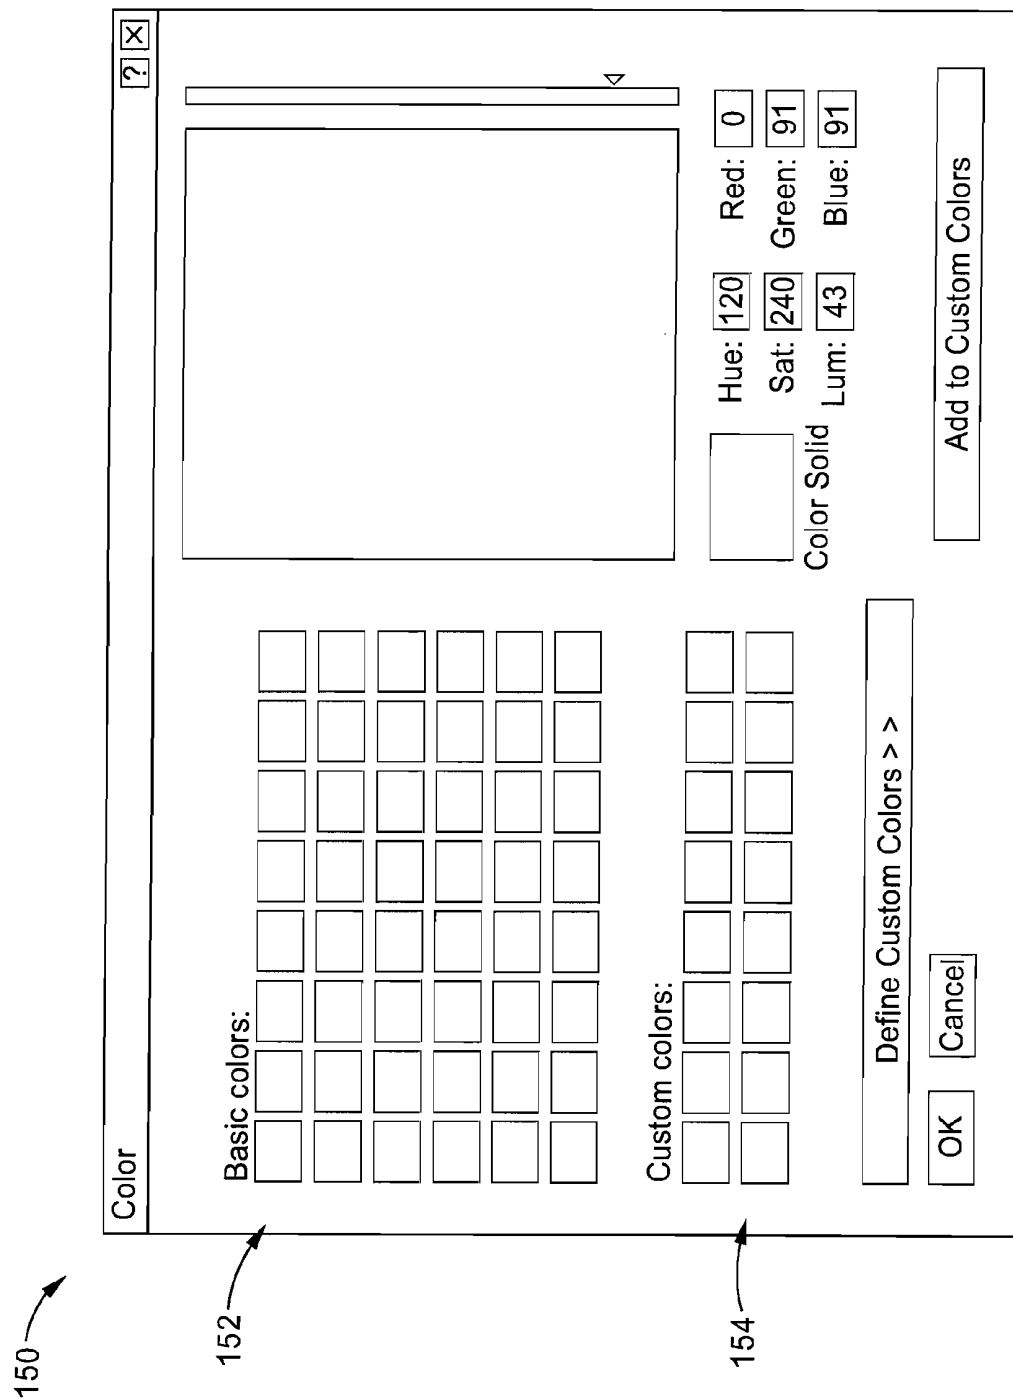 150
Color ? X
152
Basic colors:
154
Custom colors:
Define Custom Colors > >
OK Cancel
Color Solid
Hue: 120 Red: 0
Sat: 240 Green: 91
Lum: 43 Blue: 91
Add to Custom Colors